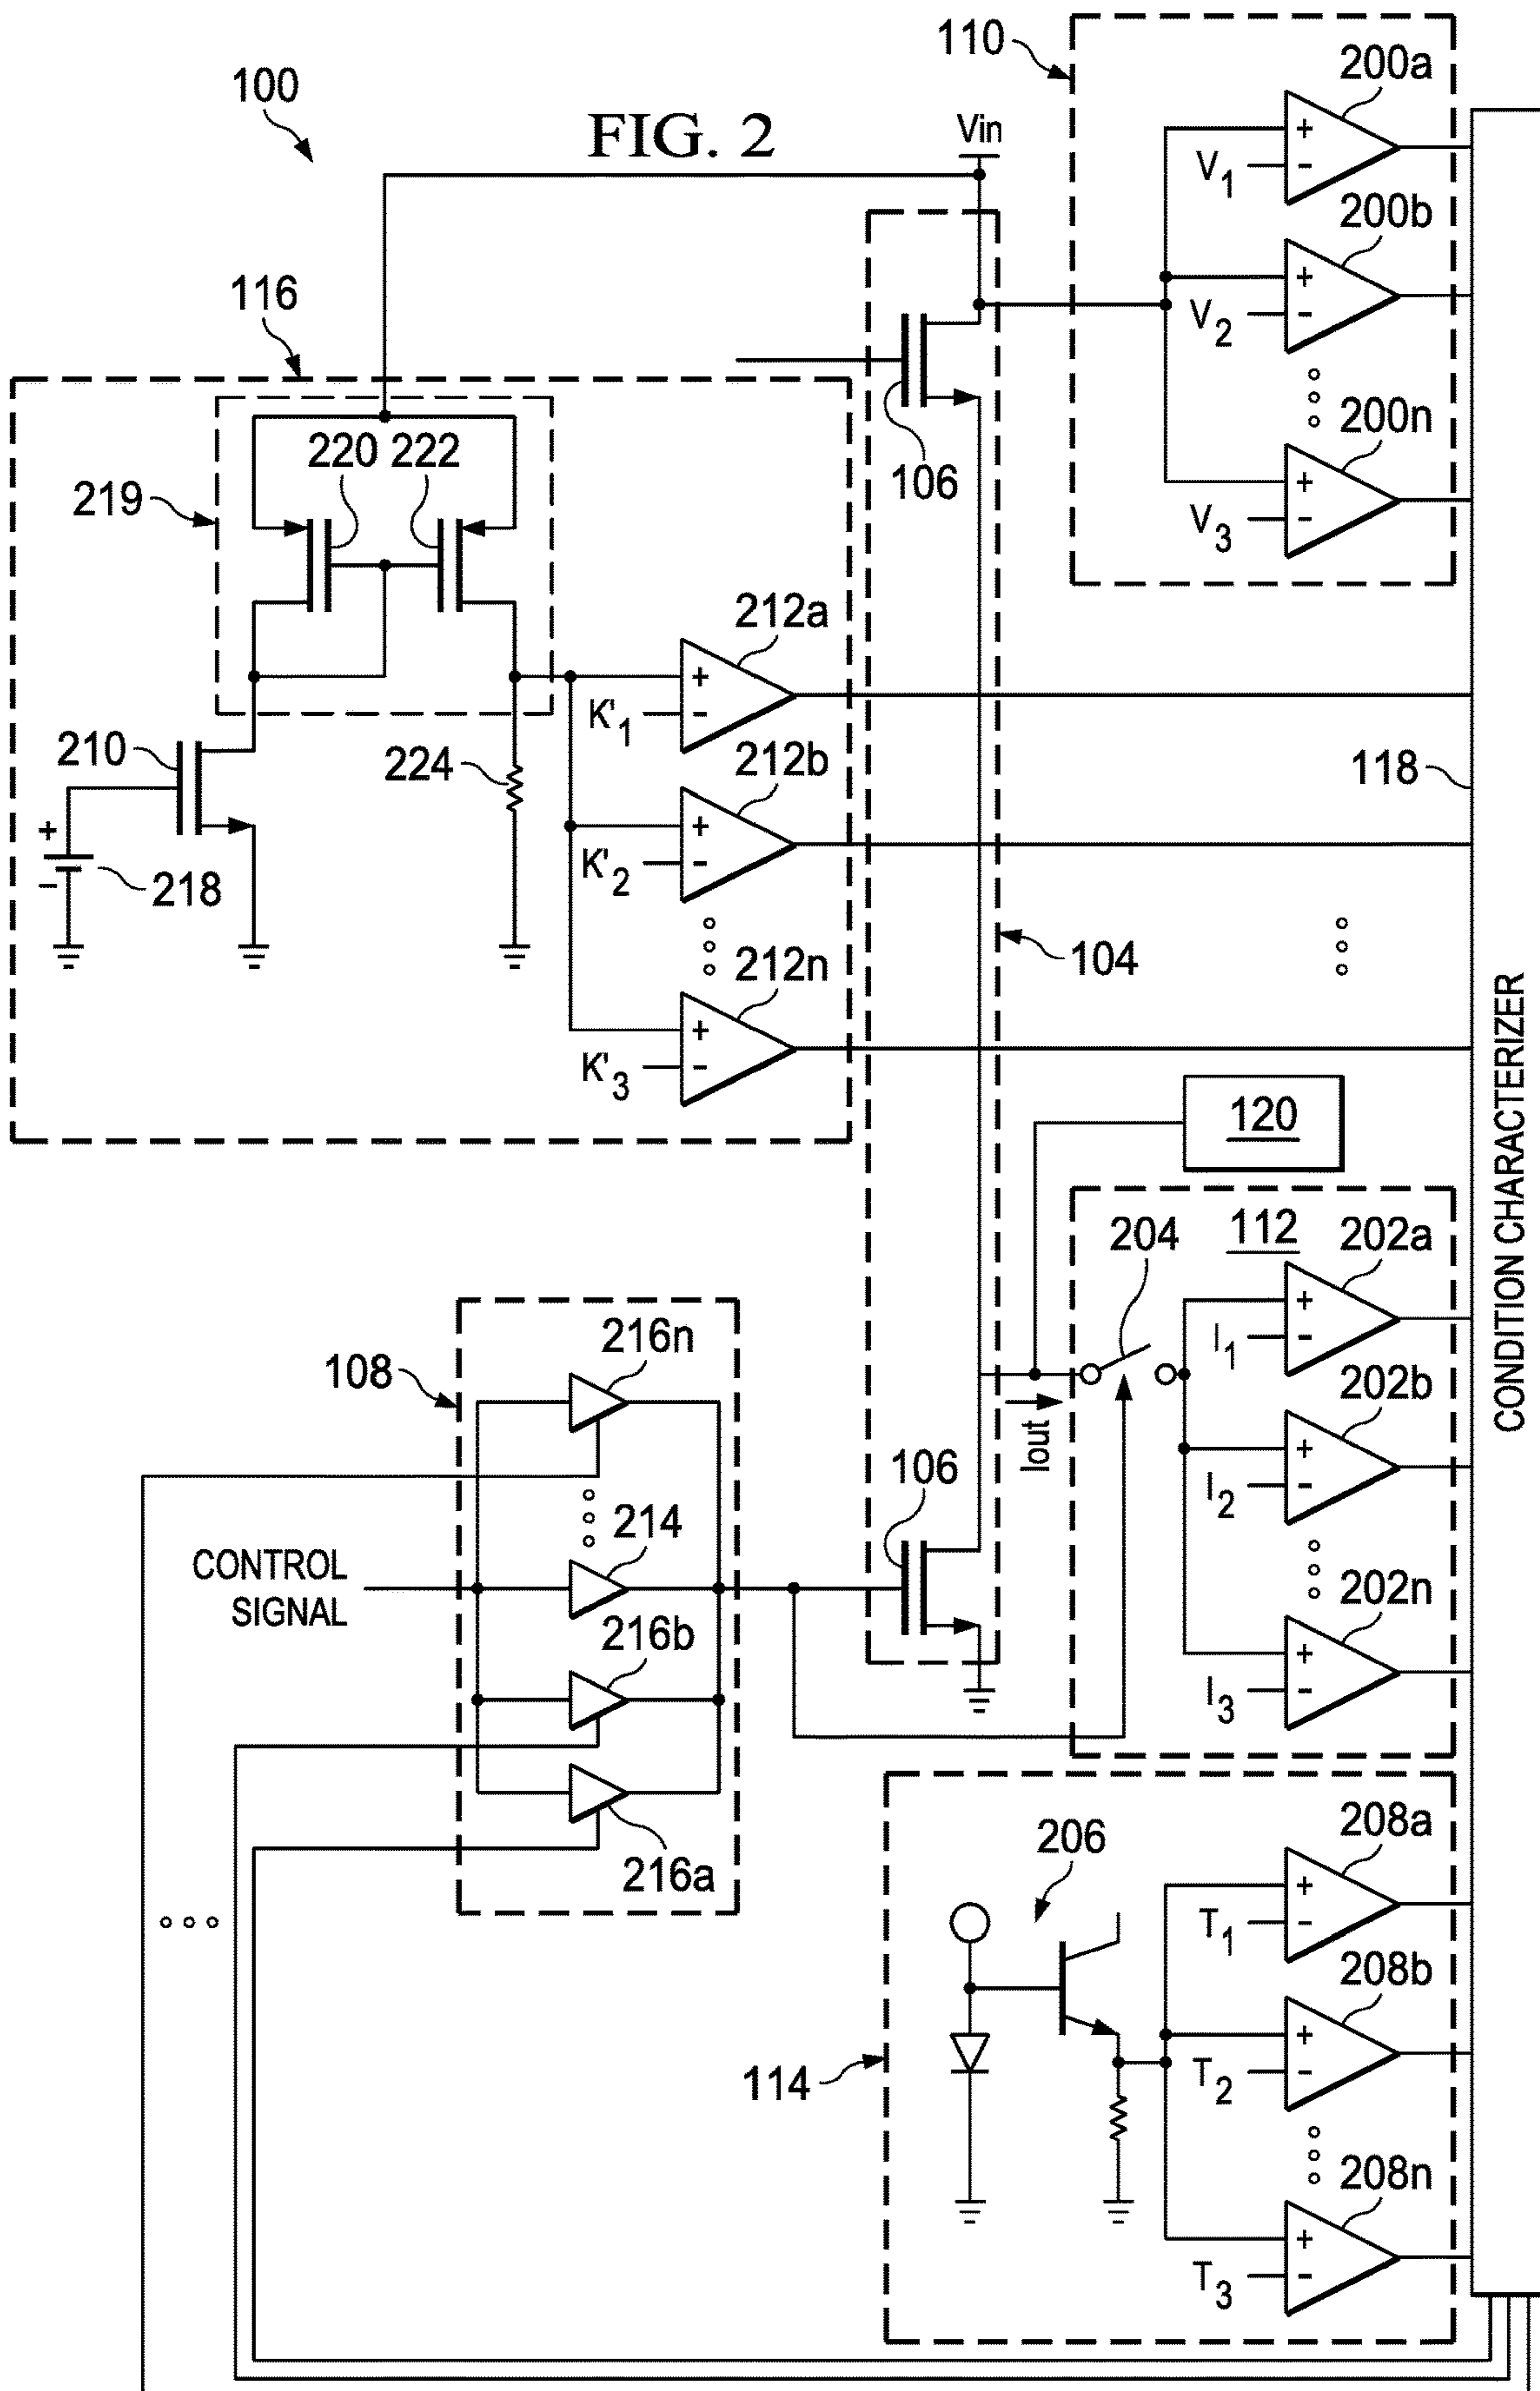 110
200a
100
FIG. 2
Vin
+
V1
−
200b
116
+
V2
−
220
222
200n
219
106
+
V3
−
212a
+
K'1
−
210
224
212b
118
+
+
K'2
−
−
218
212n
104
+
K'3
−
CONDITION CHARACTERIZER
120
204
112
202a
216n
+
I1
−
108
202b
Iout
+
106
I2
−
214
CONTROL
SIGNAL
202n
216b
+
I3
−
206
208a
216a
+
T1
−
208b
+
114
T2
−
208n
+
T3
−